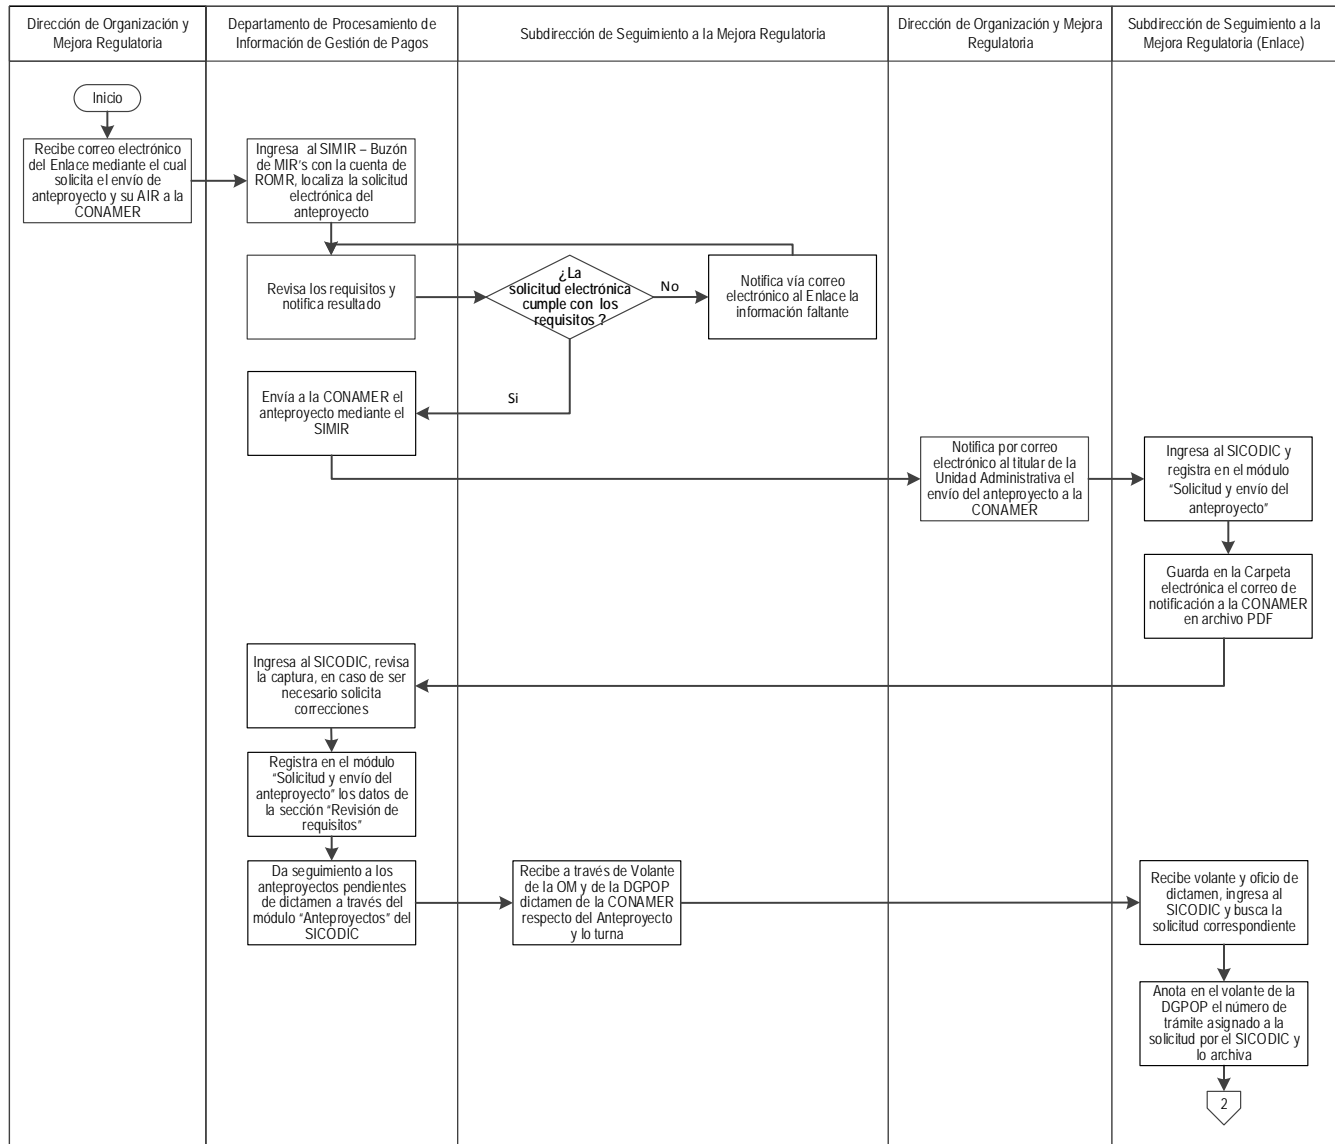 Dirección de Organización y
Mejora Regulatoria
Departamento de Procesamiento de
Información de Gestión de Pagos
Subdirección de Seguimiento a la Mejora Regulatoria
Dirección de Organización y Mejora
Regulatoria
Subdirección de Seguimiento a la
Mejora Regulatoria (Enlace)
Inicio
Recibe correo electrónico
del Enlace mediante el cual
solicita el envío de
anteproyecto y su AIR a la
CONAMER
Ingresa al SIMIR – Buzón
de MIR's con la cuenta de
ROMR, localiza la solicitud
electrónica del
anteproyecto
Revisa los requisitos y
notifica resultado
¿La
solicitud electrónica
cumple con los
requisitos ?
No
Notifica vía correo
electrónico al Enlace la
información faltante
Si
Envía a la CONAMER el
anteproyecto mediante el
SIMIR
Notifica por correo
electrónico al titular de la
Unidad Administrativa el
envío del anteproyecto a la
CONAMER
Ingresa al SICODIC y
registra en el módulo
“Solicitud y envío del
anteproyecto”
Guarda en la Carpeta
electrónica el correo de
notificación a la CONAMER
en archivo PDF
Ingresa al SICODIC, revisa
la captura, en caso de ser
necesario solicita
correcciones
Registra en el módulo
“Solicitud y envío del
anteproyecto” los datos de
la sección “Revisión de
requisitos”
Da seguimiento a los
anteproyectos pendientes
de dictamen a través del
módulo “Anteproyectos” del
SICODIC
Recibe a través de Volante
de la OM y de la DGPOP
dictamen de la CONAMER
respecto del Anteproyecto
y lo turna
Recibe volante y oficio de
dictamen, ingresa al
SICODIC y busca la
solicitud correspondiente
Anota en el volante de la
DGPOP el número de
trámite asignado a la
solicitud por el SICODIC y
lo archiva
2